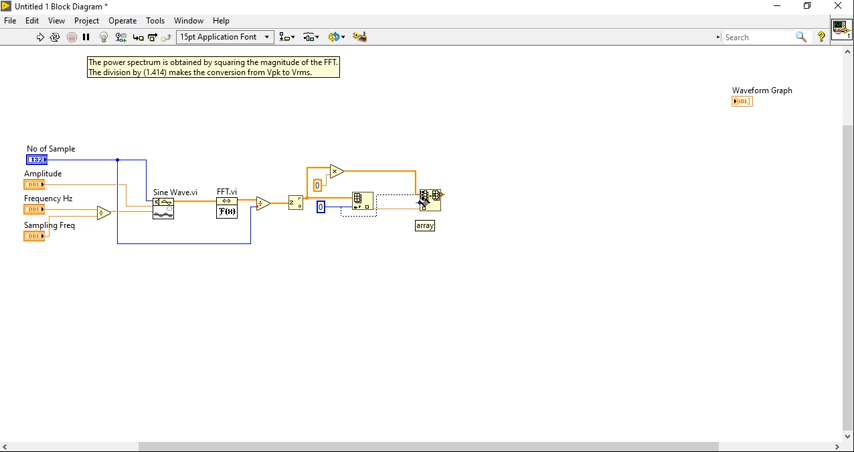 Untitled 1 Block Diagram *
File Edit View Project Operate Tools Window Help
15pt Application Font
Search
?
The power spectrum is obtained by squaring the magnitude of the FFT.
The division by (1.414) makes the conversion from Vpk to Vrms.
Waveform Graph
DBL
No of Sample
I32
Amplitude
DBL
Sine Wave.vi
FFT.vi
Frequency Hz
DBL
Sampling Freq
DBL
F(H)
0
0
array